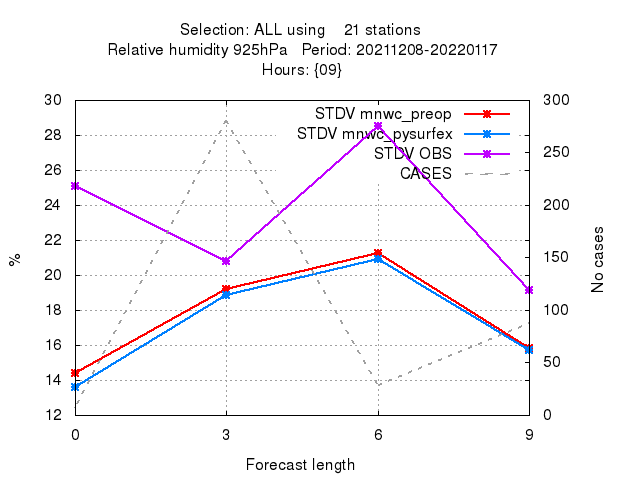 Selection: ALL using    21 stations
Relative humidity 925hPa   Period: 20211208-20220117
Hours: {09}
STDV mnwc_preop
STDV mnwc_pysurfex
STDV OBS
CASES
30
28
26
24
22
20
18
16
14
12
%
300
250
200
150
100
50
0
No cases
0 3 6 9
Forecast length